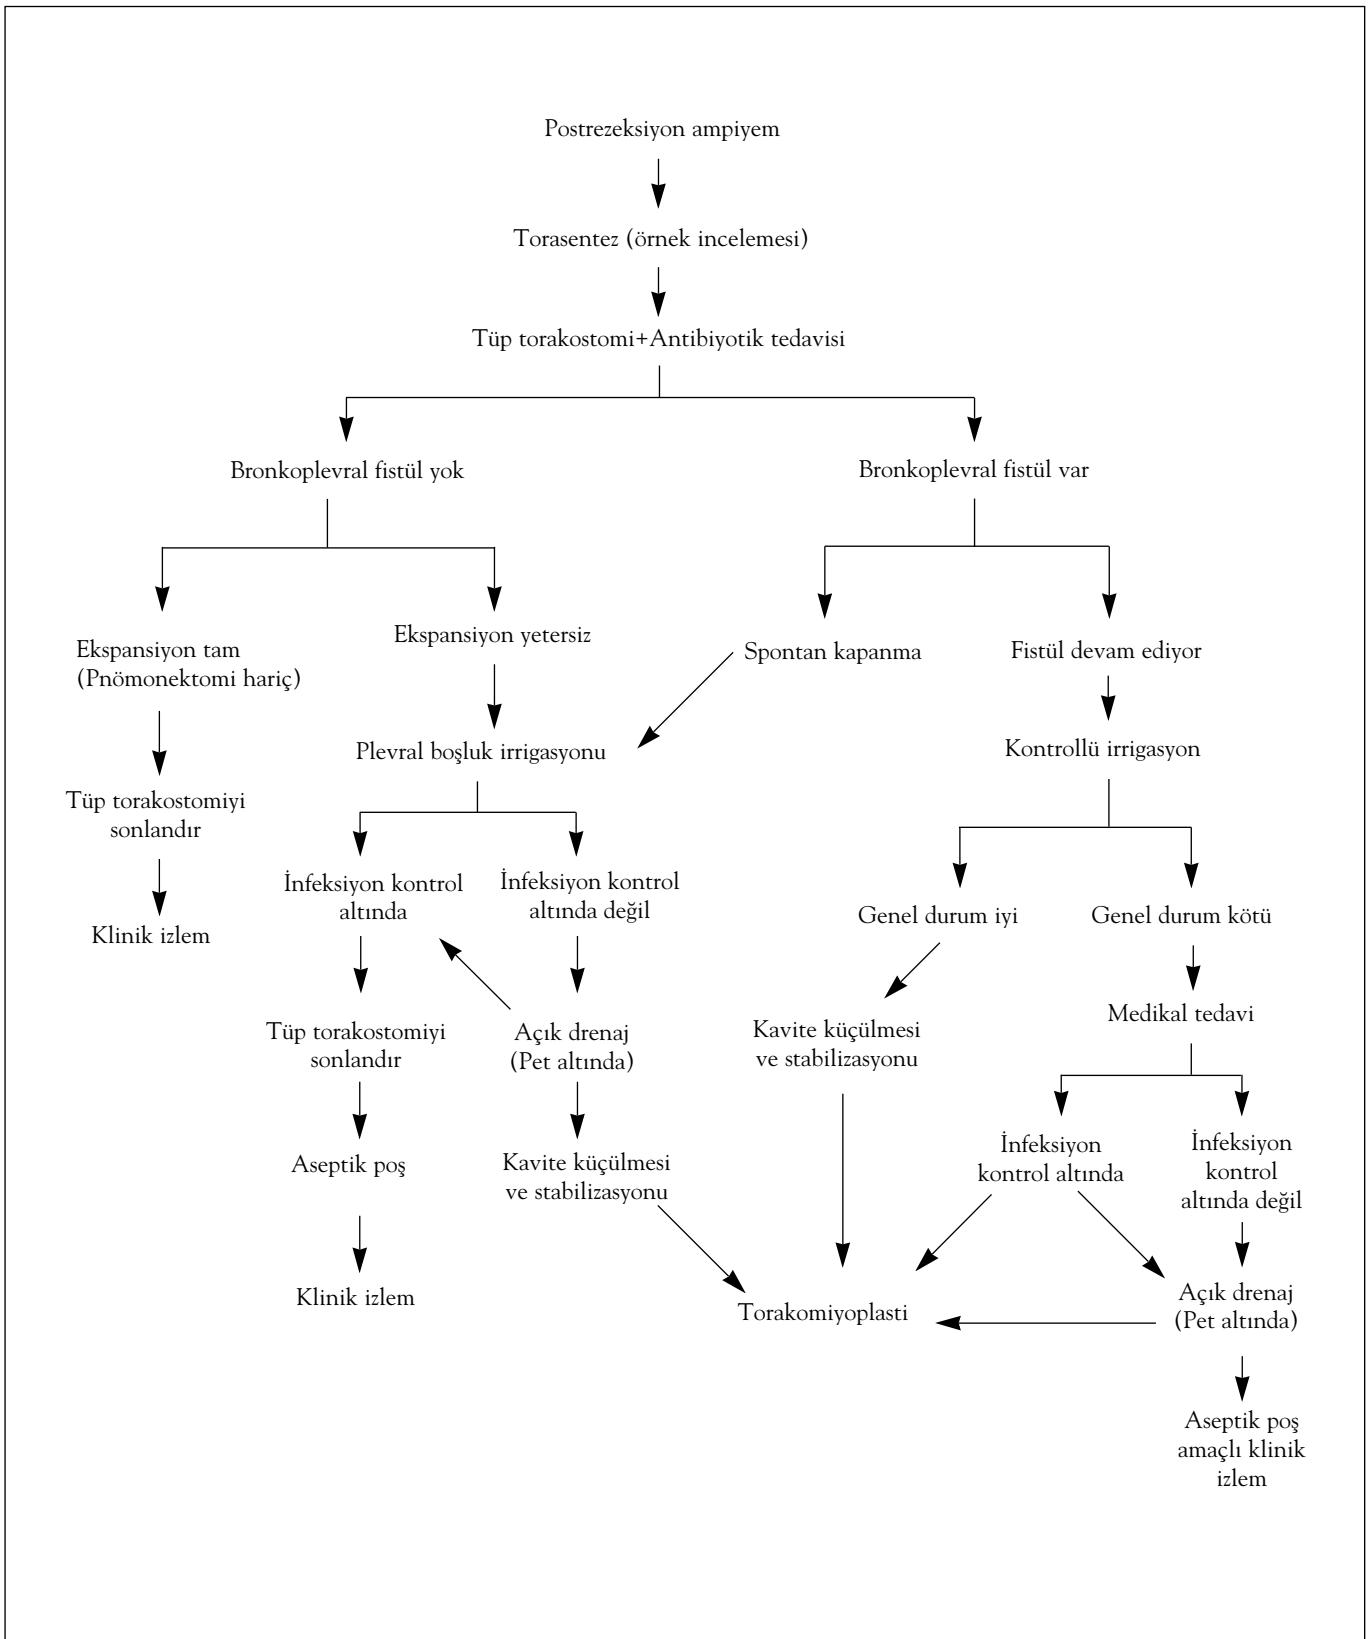 Postrezeksiyon ampiyem
Torasentez (örnek incelemesi)
Tüp torakostomi+Antibiyotik tedavisi
Bronkoplevral fistül yok
Bronkoplevral fistül var
Ekspansiyon tam
(Pnömonektomi hariç)
Ekspansiyon yetersiz
Spontan kapanma
Fistül devam ediyor
Plevral boşluk irrigasyonu
Kontrollü irrigasyon
Tüp torakostomiyi
sonlandır
İnfeksiyon kontrol
altında
İnfeksiyon kontrol
altında değil
Genel durum iyi
Genel durum kötü
Klinik izlem
Tüp torakostomiyi
sonlandır
Açık drenaj
(Pet altında)
Kavite küçülmesi
ve stabilizasyonu
Medikal tedavi
Aseptik poş
Kavite küçülmesi
ve stabilizasyonu
İnfeksiyon
kontrol altında
İnfeksiyon
kontrol
altında değil
Klinik izlem
Torakomiyoplasti
Açık drenaj
(Pet altında)
Aseptik poş
amaçlı klinik
izlem